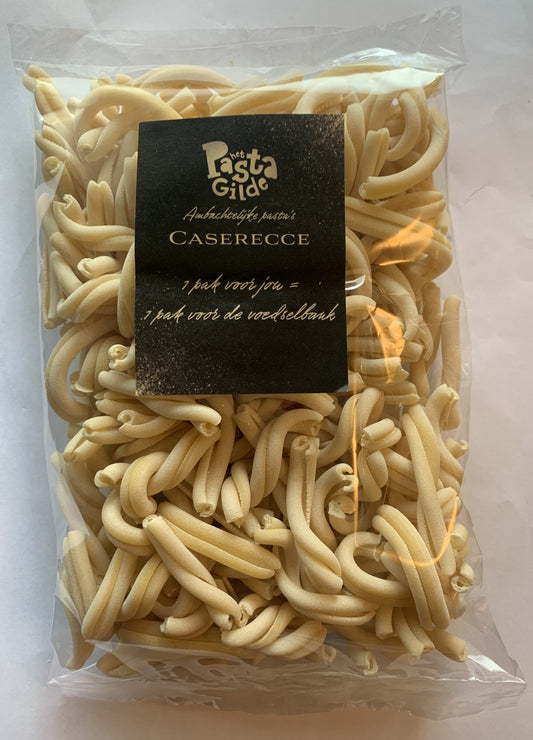 het
Pasta
Gilde
Ambachtelijke pasta's
CASERECCE
1 pak voor jou =
1 pak voor de voedselbank